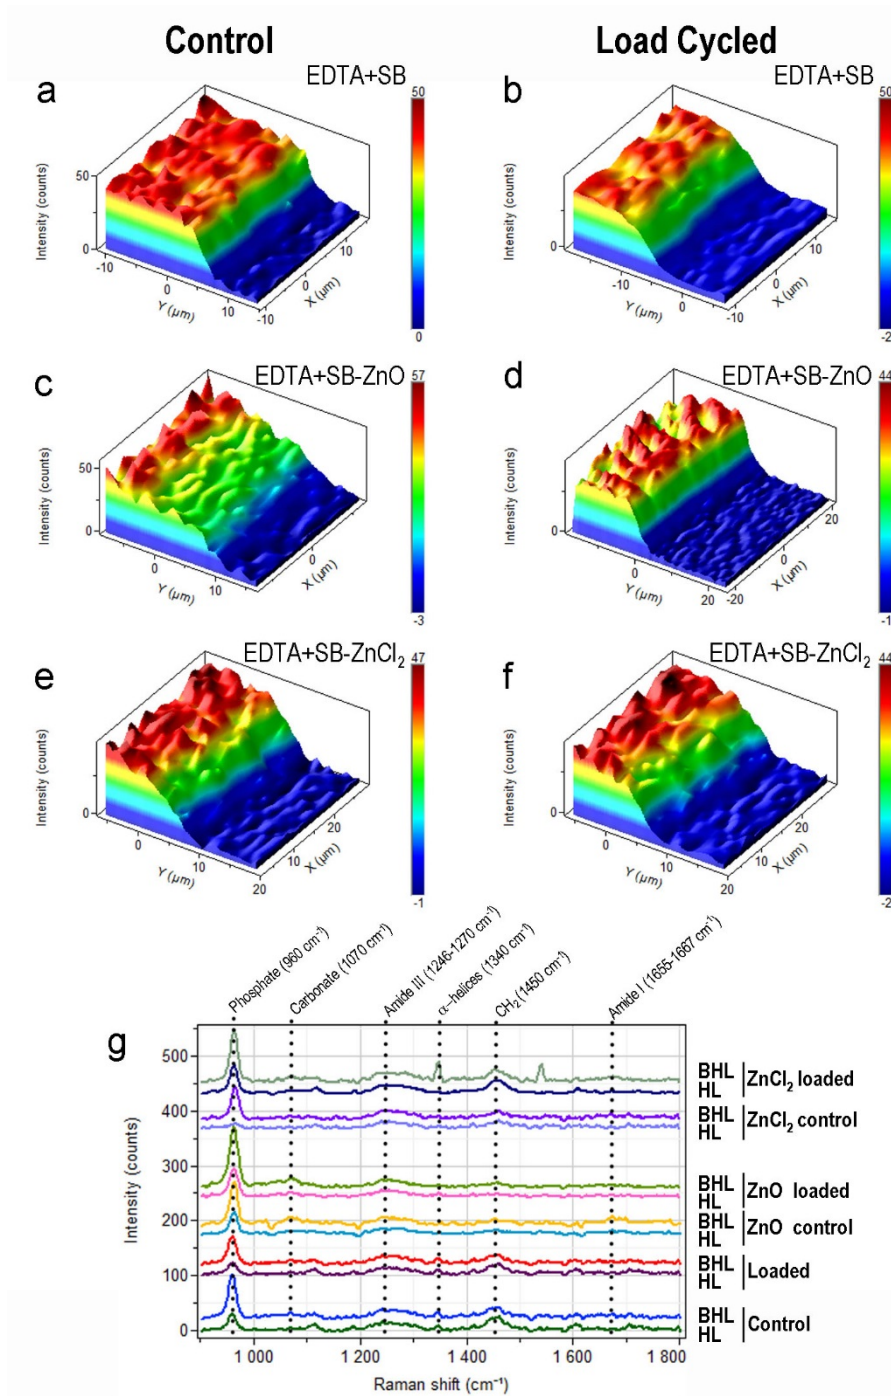 Control
Load Cycled
a
EDTA+SB
50
Intensity (counts)
50
0
-10
0
10
Y (µm)
-10
0
10
X (µm)
0
b
EDTA+SB
50
Intensity (counts)
0
-10
0
Y (µm)
-10
0
10
X (µm)
-2
c
EDTA+SB-ZnO
57
Intensity (counts)
50
0
0
10
Y (µm)
0
X (µm)
-3
d
EDTA+SB-ZnO
44
Intensity (counts)
0
0
20
Y (µm)
-20
0
20
X (µm)
-1
e
EDTA+SB-ZnCl₂
47
Intensity (counts)
0
0
10
20
Y (µm)
10
20
X (µm)
-1
f
EDTA+SB-ZnCl₂
44
Intensity (counts)
0
0
10
20
Y (µm)
10
20
X (µm)
-2
Phosphate (960 cm⁻¹)
Carbonate (1070 cm⁻¹)
Amide III (1246-1270 cm⁻¹)
α–helices (1340 cm⁻¹)
CH₂ (1450 cm⁻¹)
Amide I (1655-1667 cm⁻¹)
g
Intensity (counts)
500
400
300
200
100
0
BHL
HL
ZnCl₂ loaded
BHL
HL
ZnCl₂ control
BHL
HL
ZnO loaded
BHL
HL
ZnO control
BHL
HL
Loaded
BHL
HL
Control
1 000
1 200
1 400
1 600
1 800
Raman shift (cm⁻¹)